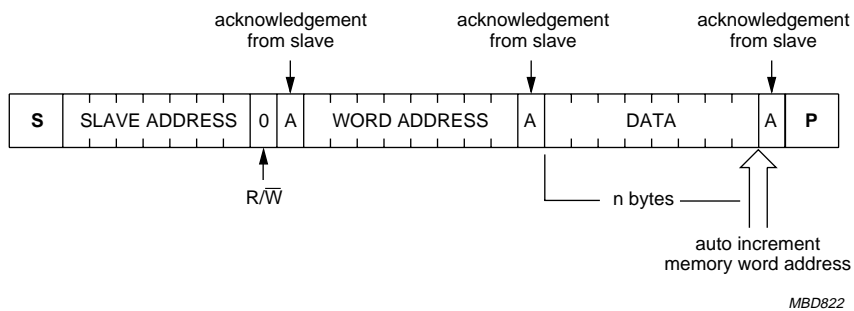 acknowledgement
from slave
acknowledgement
from slave
acknowledgement
from slave
S SLAVE ADDRESS 0 A WORD ADDRESS A DATA A P
R/W̅
n bytes
auto increment
memory word address
MBD822